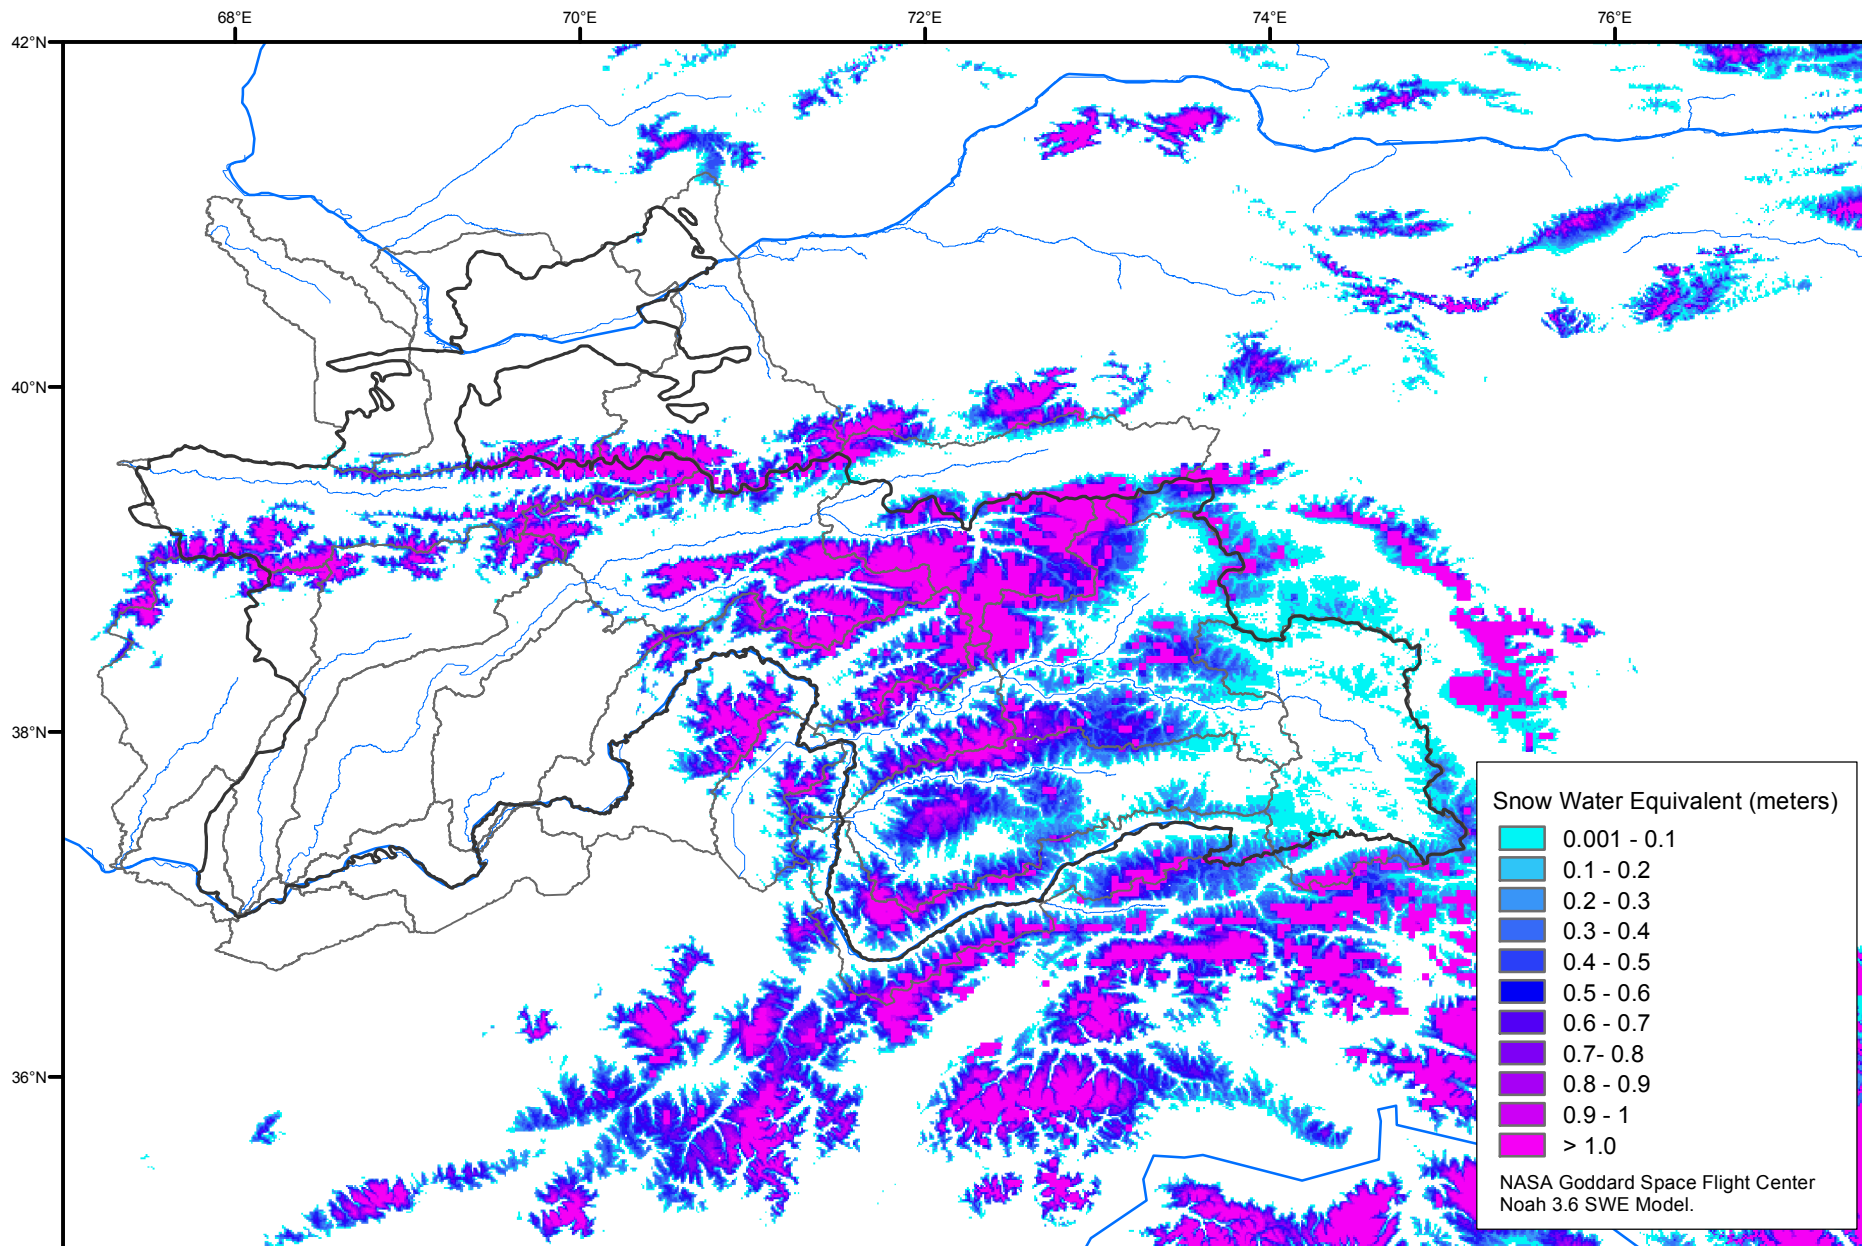 68°E 70°E 72°E 74°E 76°E
42°N
40°N
38°N
36°N
Snow Water Equivalent (meters)
0.001 - 0.1
0.1 - 0.2
0.2 - 0.3
0.3 - 0.4
0.4 - 0.5
0.5 - 0.6
0.6 - 0.7
0.7- 0.8
0.8 - 0.9
0.9 - 1
> 1.0
NASA Goddard Space Flight Center
Noah 3.6 SWE Model.